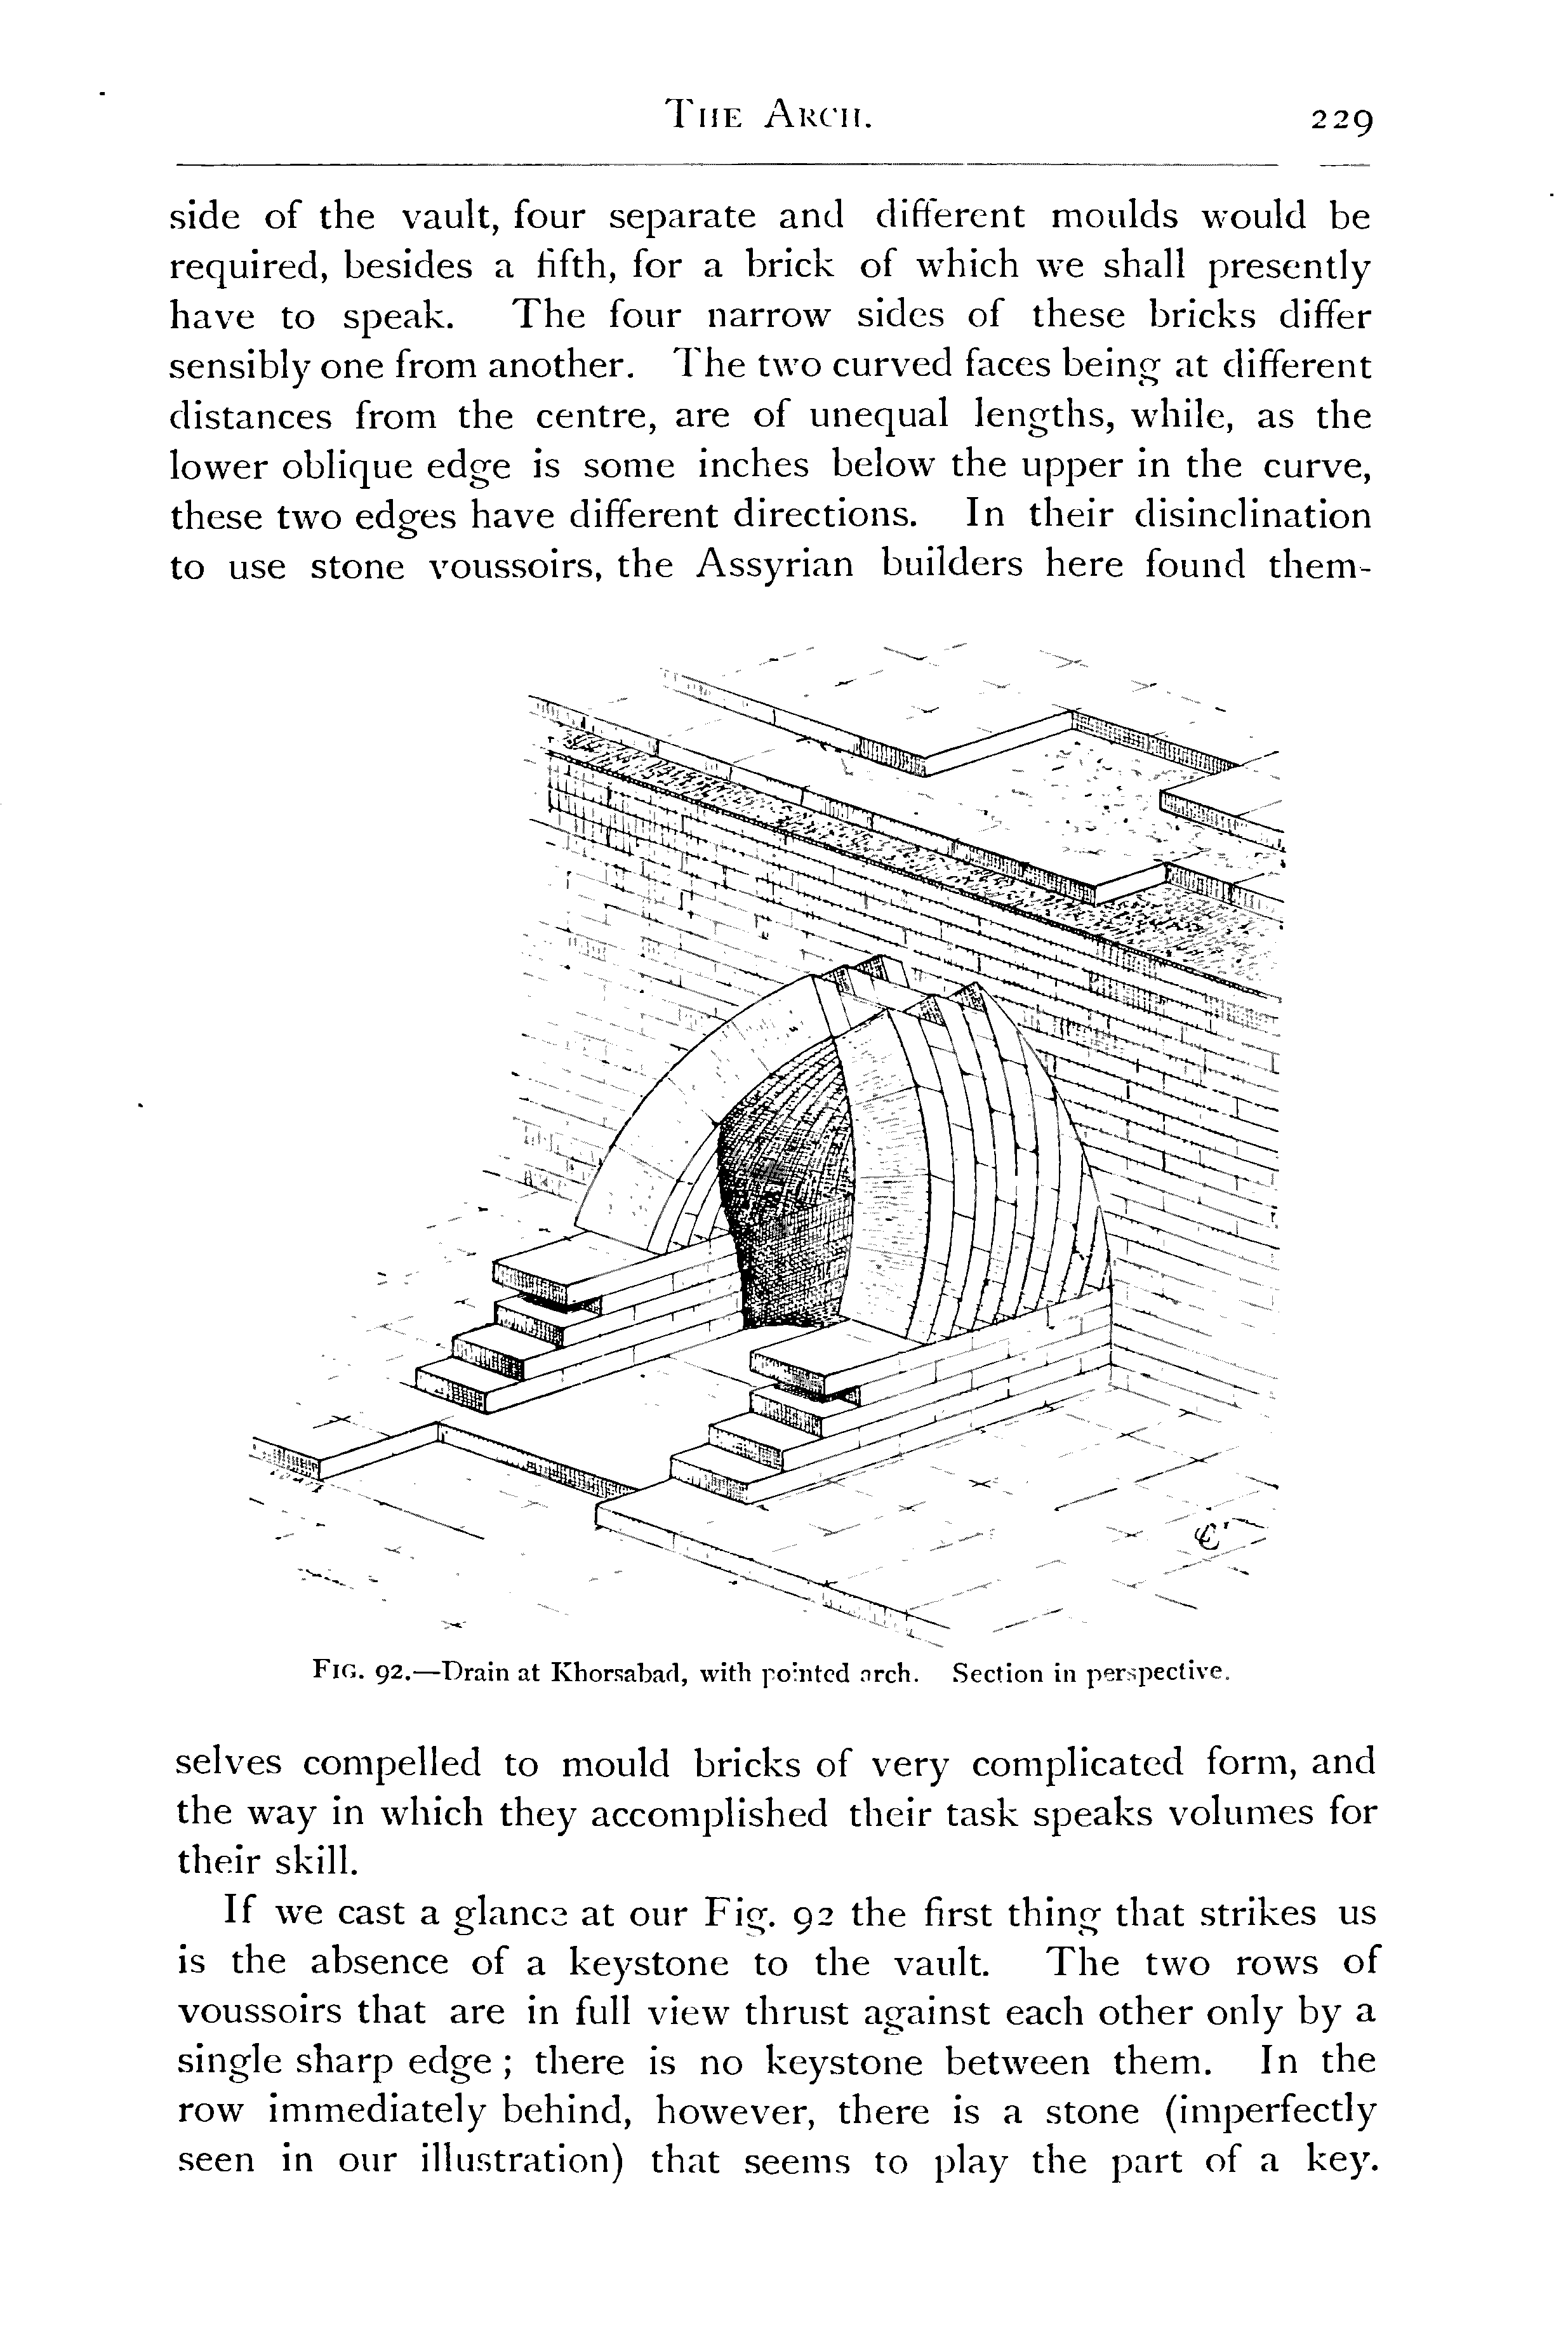 The Arch. 229
side of the vault, four separate and different moulds would be
required, besides a fifth, for a brick of which we shall presently
have to speak. The four narrow sides of these bricks differ
sensibly one from another. The two curved faces being at different
distances from the centre, are of unequal lengths, while, as the
lower oblique edge is some inches below the upper in the curve,
these two edges have different directions. In their disinclination
to use stone voussoirs, the Assyrian builders here found them-
Fig. 92.—Drain at Khorsabad, with pointed arch. Section in perspective.
selves compelled to mould bricks of very complicated form, and
the way in which they accomplished their task speaks volumes for
their skill.
If we cast a glance at our Fig. 92 the first thing that strikes us
is the absence of a keystone to the vault. The two rows of
voussoirs that are in full view thrust against each other only by a
single sharp edge; there is no keystone between them. In the
row immediately behind, however, there is a stone (imperfectly
seen in our illustration) that seems to play the part of a key.